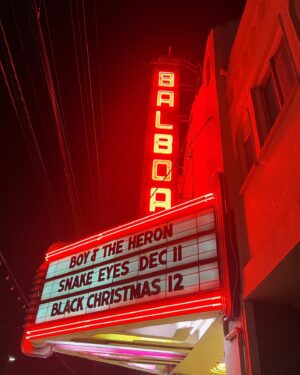 BALBOA
BOY & THE HERON
SNAKE EYES DEC 11
BLACK CHRISTMAS 12